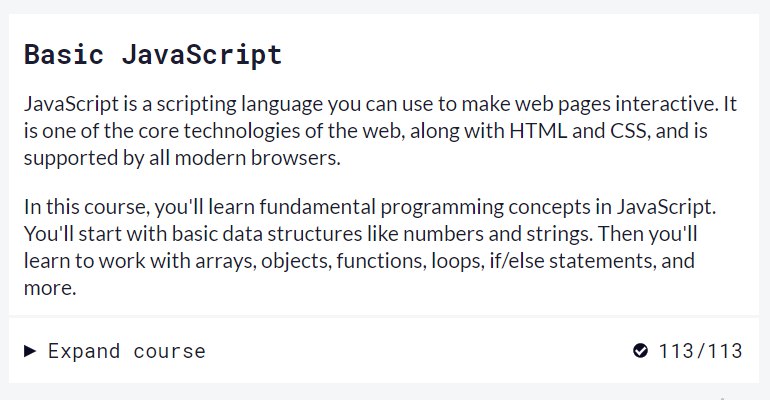 Basic JavaScript
JavaScript is a scripting language you can use to make web pages interactive. It
is one of the core technologies of the web, along with HTML and CSS, and is
supported by all modern browsers.
In this course, you'll learn fundamental programming concepts in JavaScript.
You'll start with basic data structures like numbers and strings. Then you'll
learn to work with arrays, objects, functions, loops, if/else statements, and
more.
Expand course 113/113